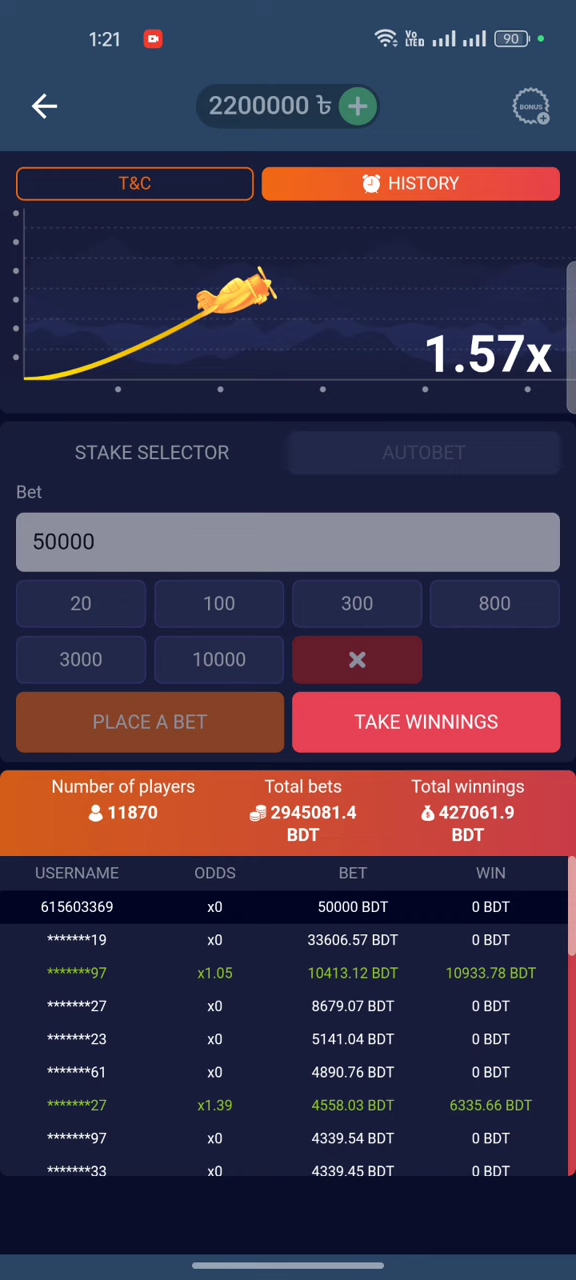 1:21 Vo LTED 90
2200000 ৳ + BONUS
T&C HISTORY
1.57x
STAKE SELECTOR AUTOBET
Bet
50000
20 100 300 800
3000 10000
PLACE A BET TAKE WINNINGS
Number of players Total bets Total winnings
11870 2945081.4 427061.9
BDT BDT
USERNAME ODDS BET WIN
615603369 x0 50000 BDT 0 BDT
*******19 x0 33606.57 BDT 0 BDT
*******97 x1.05 10413.12 BDT 10933.78 BDT
*******27 x0 8679.07 BDT 0 BDT
*******23 x0 5141.04 BDT 0 BDT
*******61 x0 4890.76 BDT 0 BDT
*******27 x1.39 4558.03 BDT 6335.66 BDT
*******97 x0 4339.54 BDT 0 BDT
*******33 x0 4339.45 BDT 0 BDT